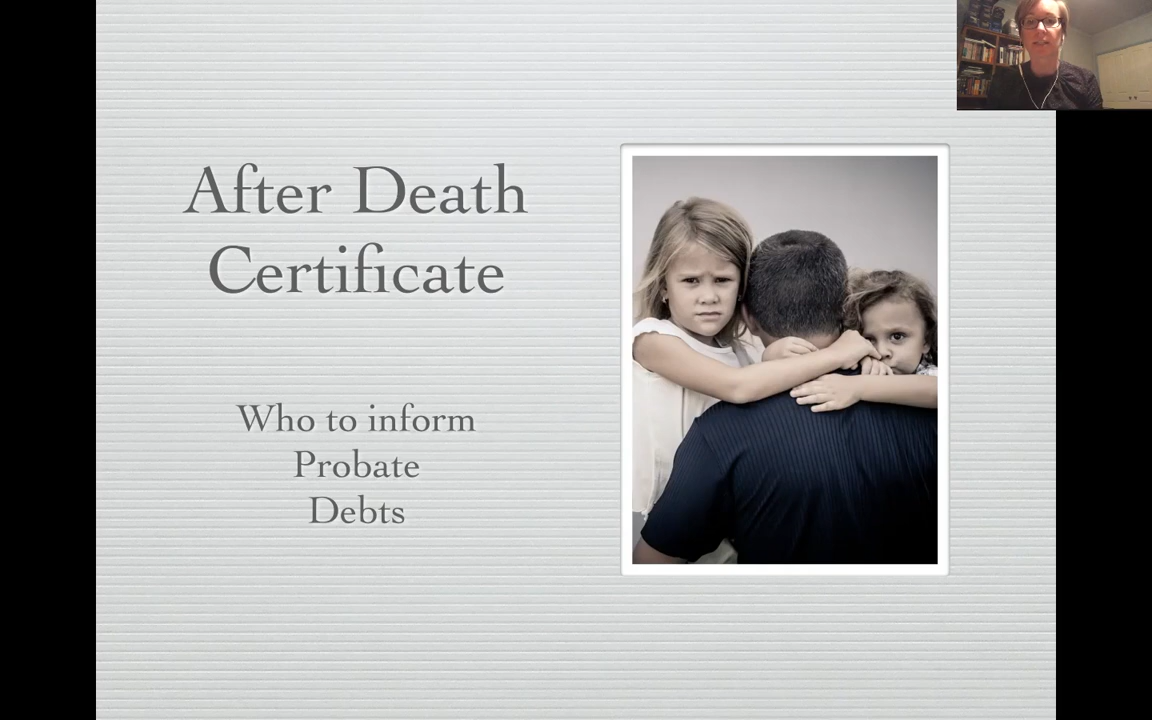 After Death
Certificate
Who to inform
Probate
Debts